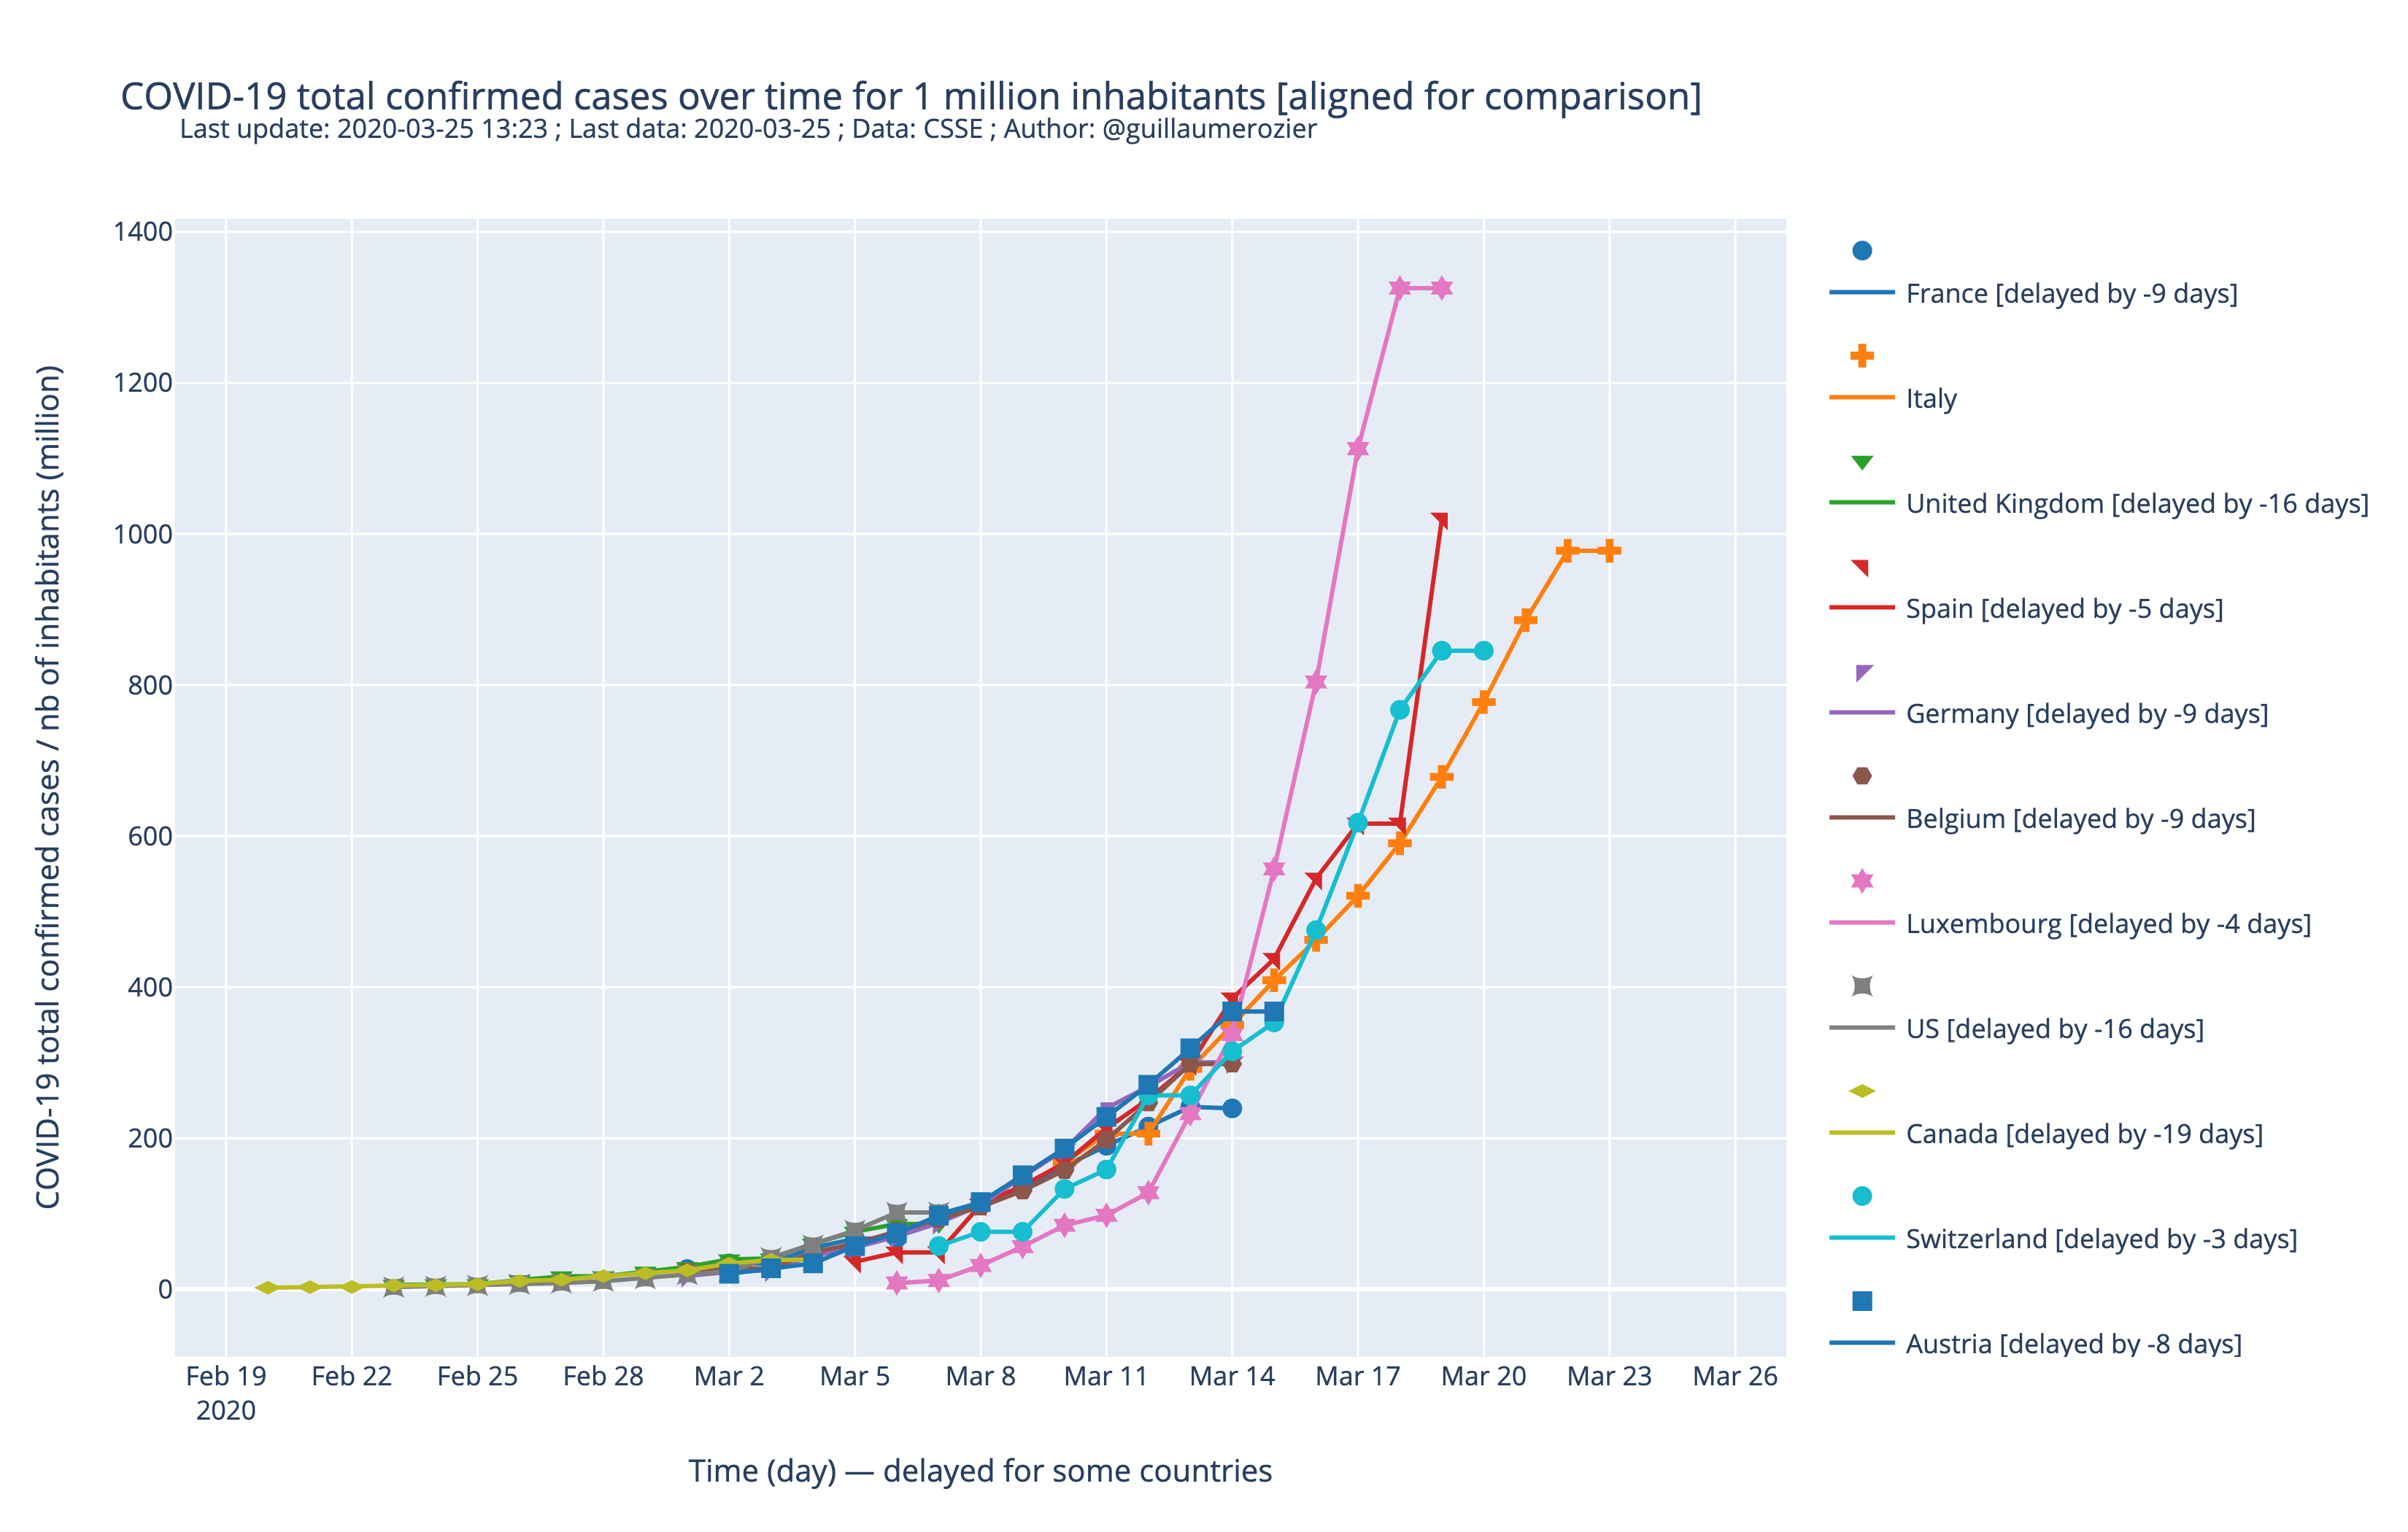 COVID-19 total confirmed cases over time for 1 million inhabitants [aligned for comparison]
Last update: 2020-03-25 13:23 ; Last data: 2020-03-25 ; Data: CSSE ; Author: @guillaumerozier
COVID-19 total confirmed cases / nb of inhabitants (million)
1400
1200
1000
800
600
400
200
0
Feb 19
2020
Feb 22
Feb 25
Feb 28
Mar 2
Mar 5
Mar 8
Mar 11
Mar 14
Mar 17
Mar 20
Mar 23
Mar 26
Time (day) — delayed for some countries
France [delayed by -9 days]
Italy
United Kingdom [delayed by -16 days]
Spain [delayed by -5 days]
Germany [delayed by -9 days]
Belgium [delayed by -9 days]
Luxembourg [delayed by -4 days]
US [delayed by -16 days]
Canada [delayed by -19 days]
Switzerland [delayed by -3 days]
Austria [delayed by -8 days]